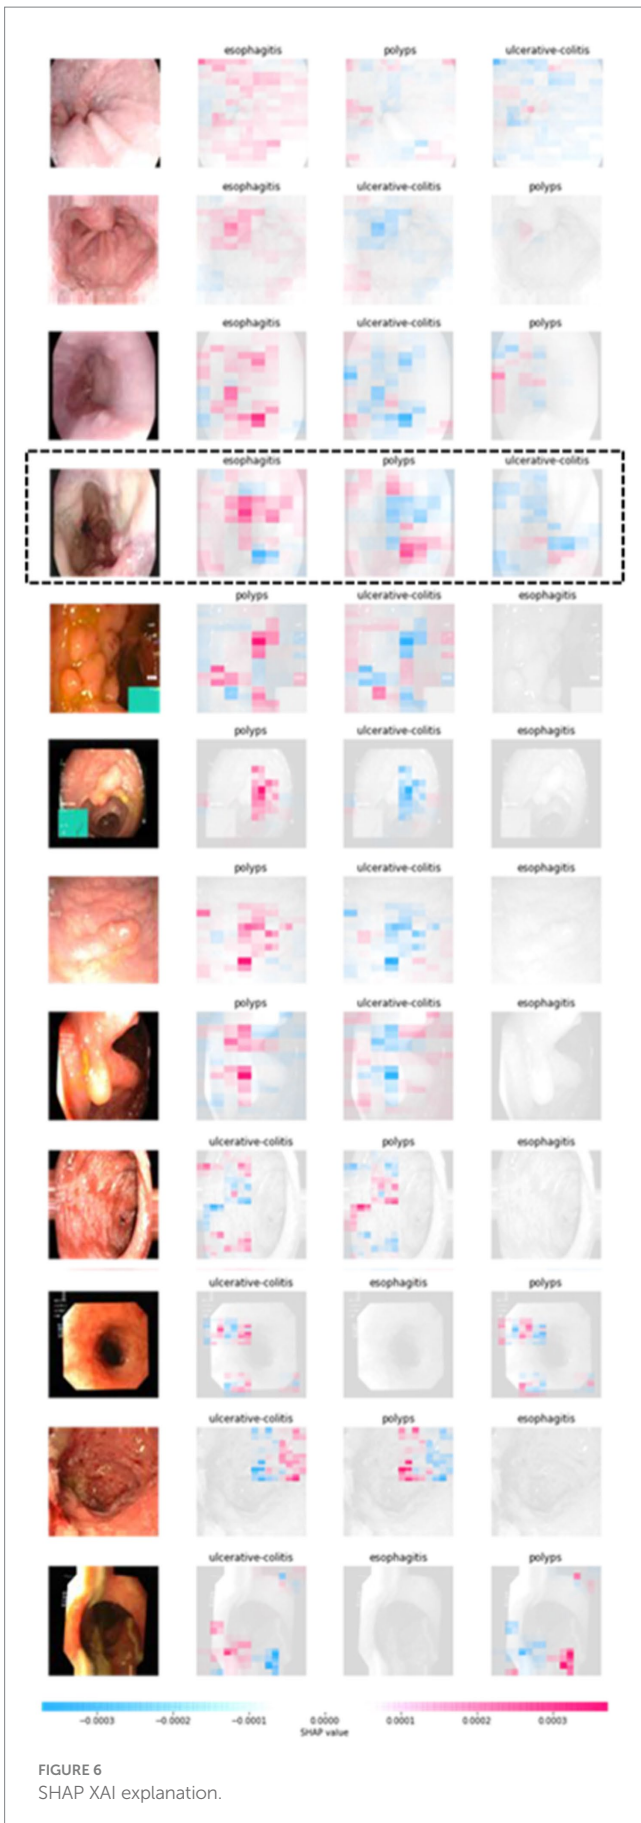 esophagitis polyps ulcerative-colitis
esophagitis ulcerative-colitis polyps
esophagitis ulcerative-colitis polyps
esophagitis polyps ulcerative-colitis
polyps ulcerative-colitis esophagitis
polyps ulcerative-colitis esophagitis
polyps ulcerative-colitis esophagitis
polyps ulcerative-colitis esophagitis
ulcerative-colitis polyps esophagitis
ulcerative-colitis esophagitis polyps
ulcerative-colitis polyps esophagitis
ulcerative-colitis esophagitis polyps
−0.0003 −0.0002 −0.0001 0.0000 0.0001 0.0002 0.0003
SHAP value
FIGURE 6
SHAP XAI explanation.